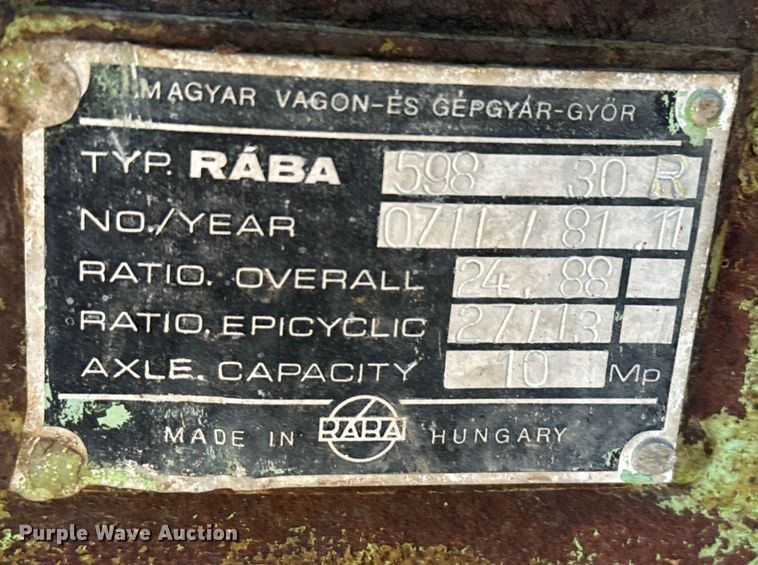 MAGYAR VAGON-ÉS GÉPGYÁR-GYŐR
TYP. RÁBA 598 30 R
NO./YEAR 0711 / 81.11
RATIO. OVERALL 24.88
RATIO. EPICYCLIC 27/13
AXLE. CAPACITY 10 Mp
MADE IN RÁBA HUNGARY
Purple Wave Auction